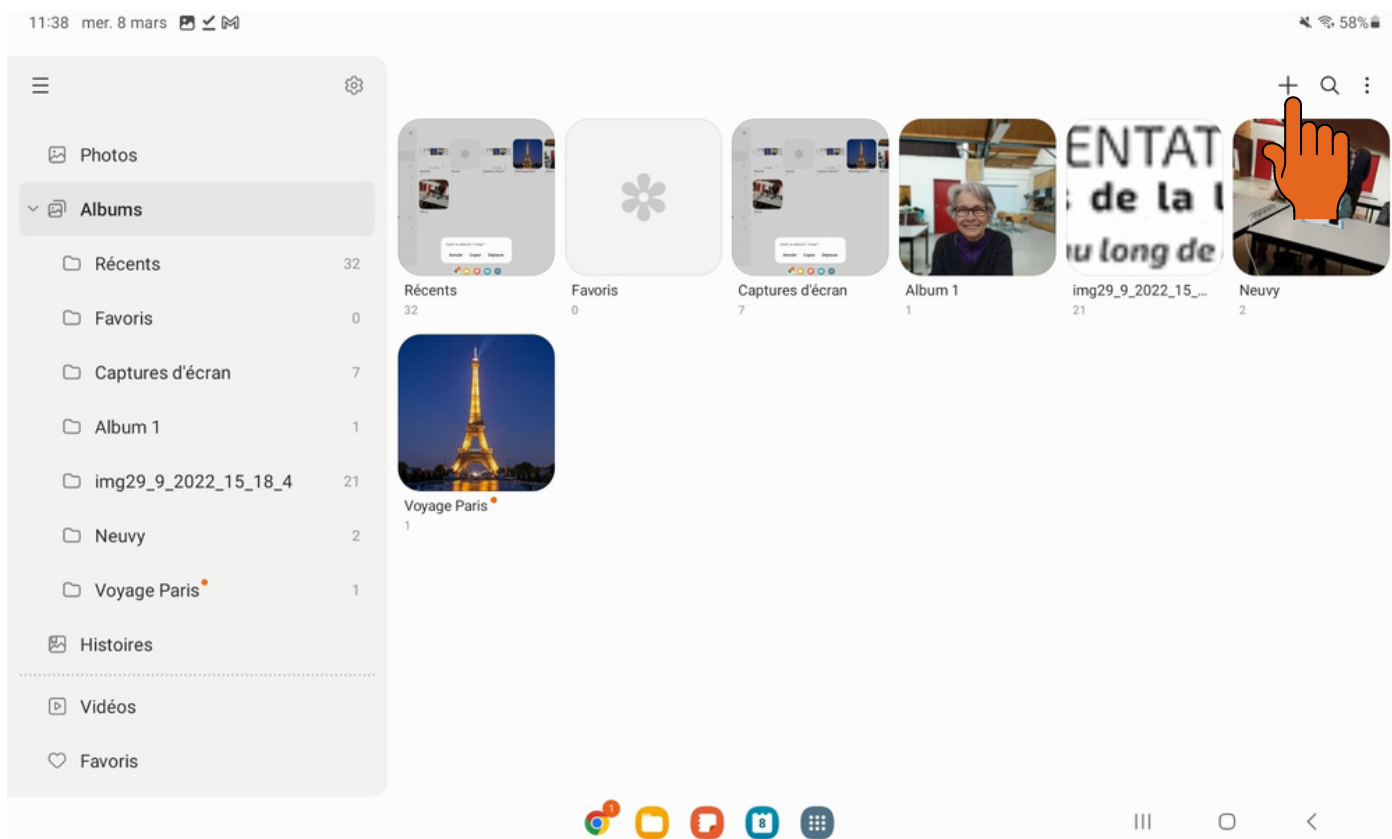 11:38 mer. 8 mars
58%
Photos
Albums
Récents 32
Favoris 0
Captures d'écran 7
Album 1 1
img29_9_2022_15_18_4 21
Neuvy 2
Voyage Paris 1
Histoires
Vidéos
Favoris
ENTAT
de la
u long de
Récents Favoris Captures d'écran Album 1 img29_9_2022_15_... Neuvy
32 0 7 1 21 2
Voyage Paris
1
1
8